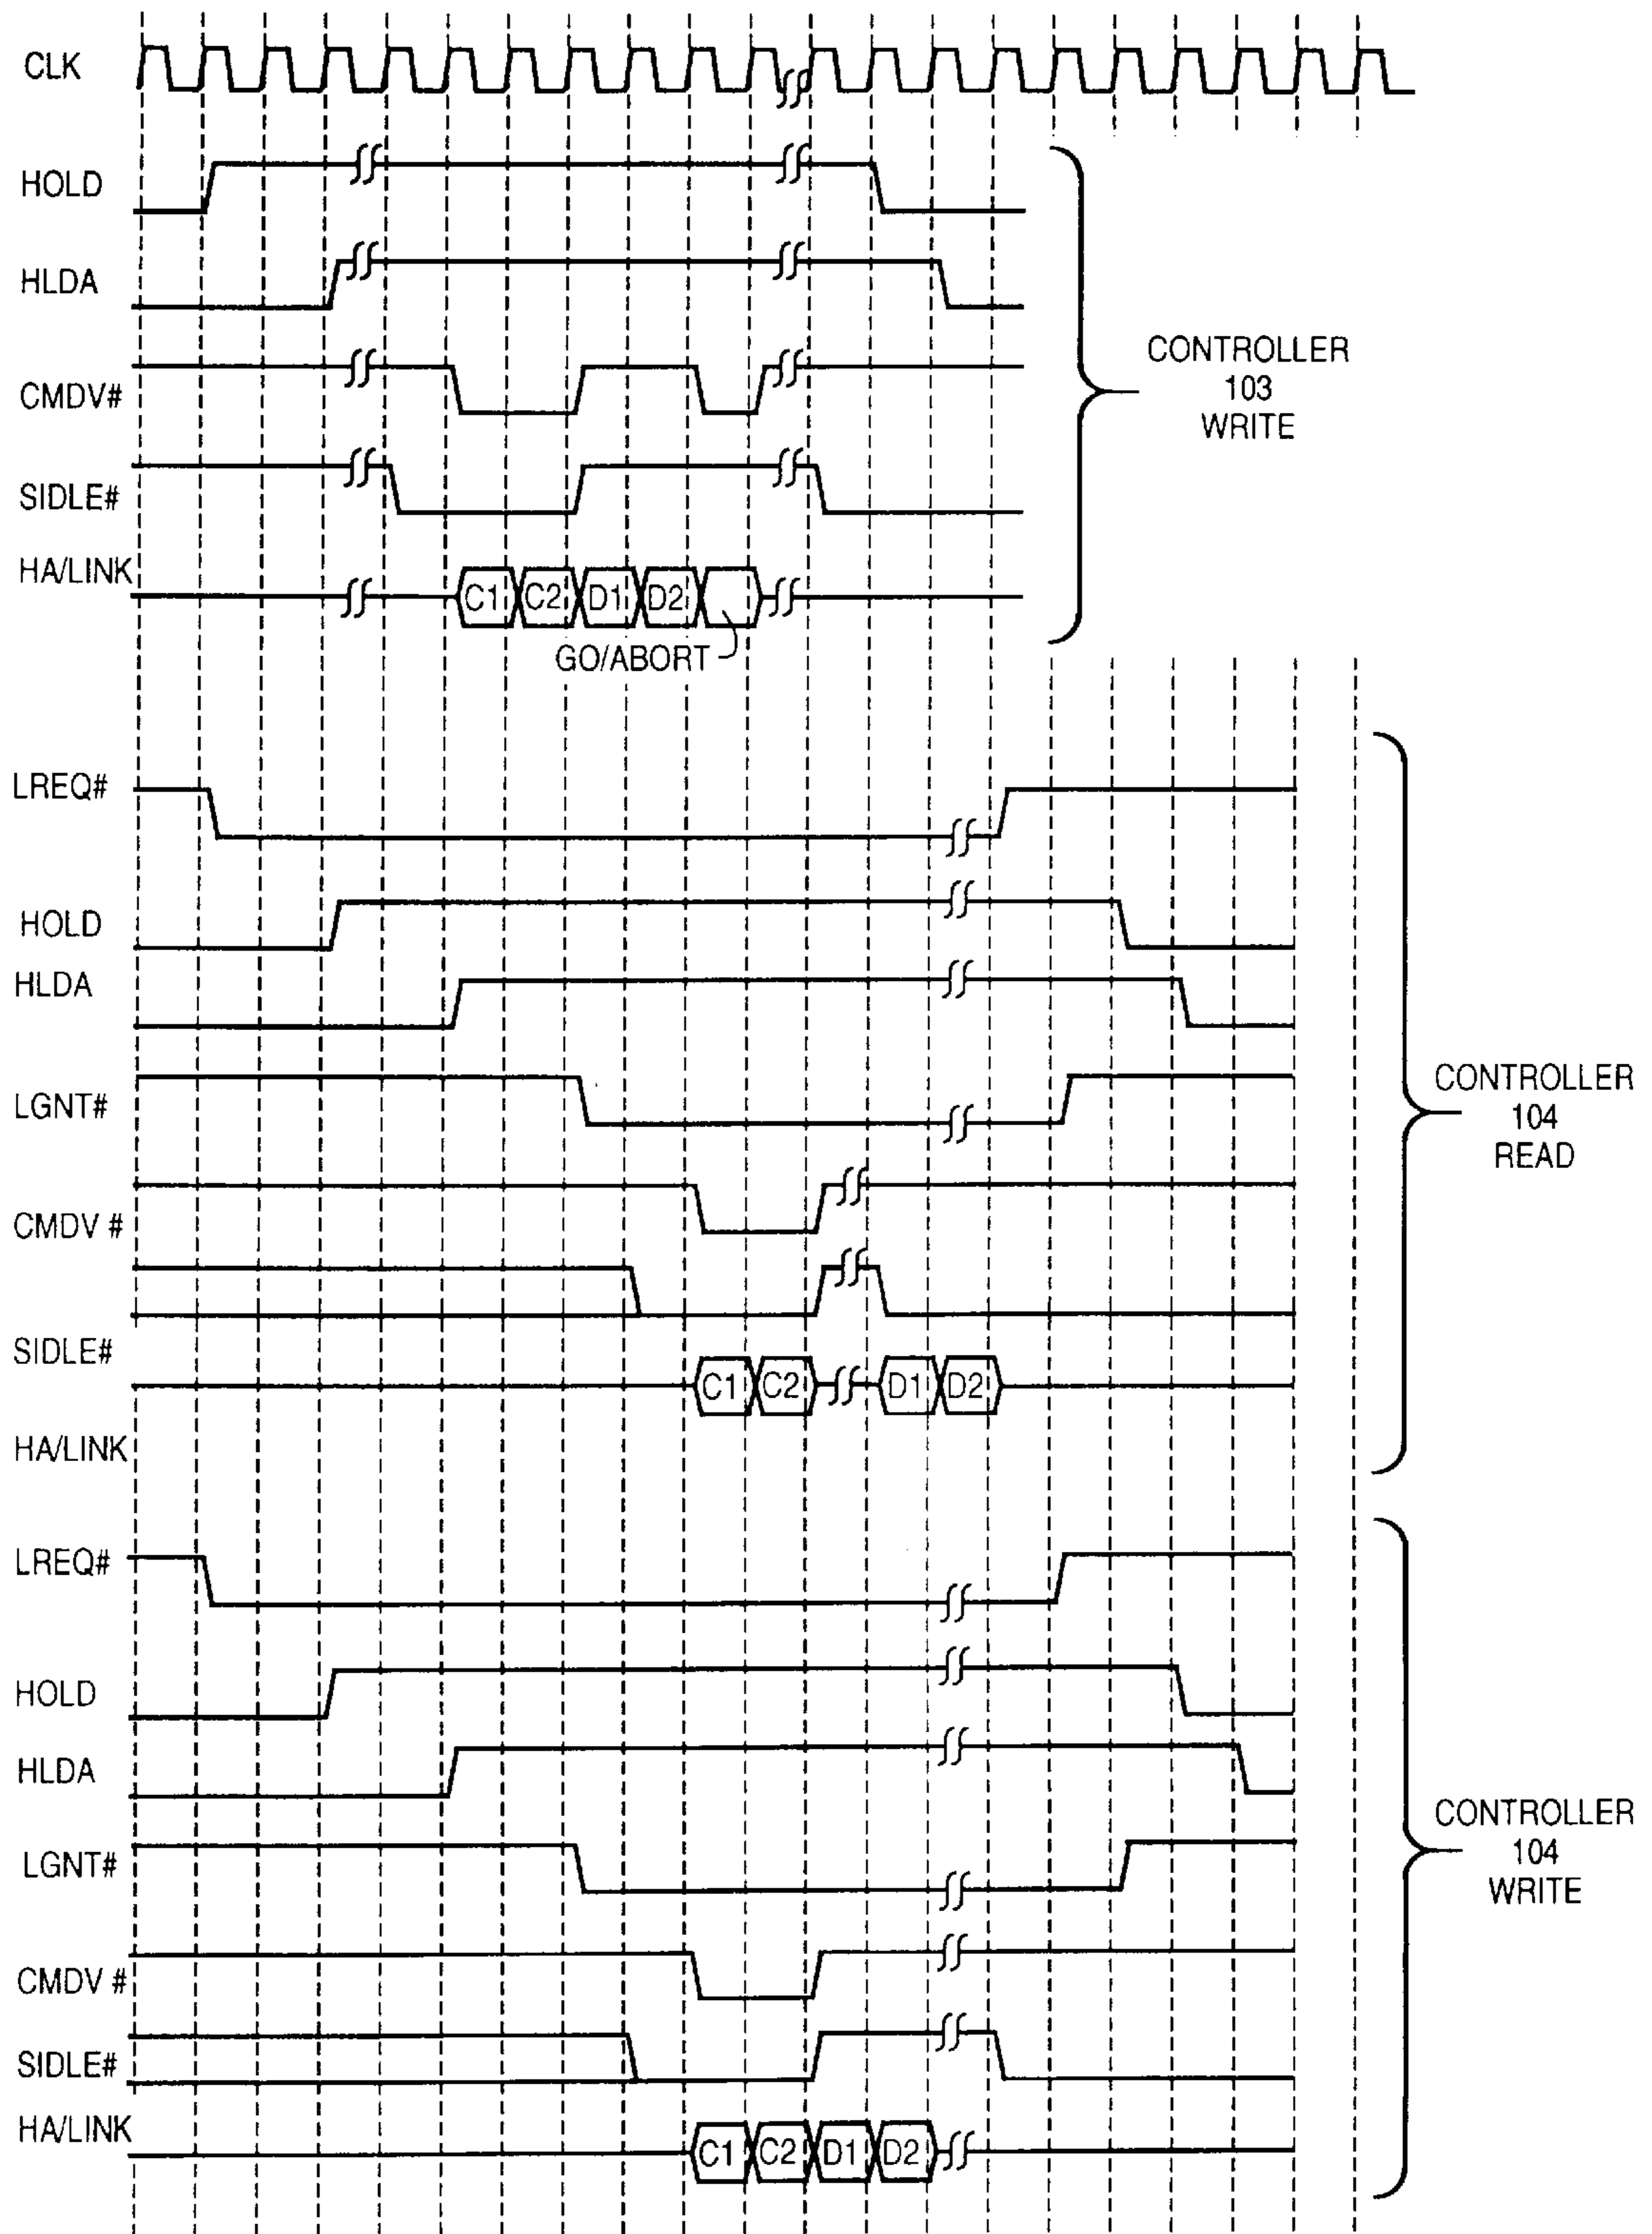 CLK
HOLD
HLDA
CMDV#
SIDLE#
HA/LINK
C1 C2 D1 D2
GO/ABORT
CONTROLLER
103
WRITE
LREQ#
HOLD
HLDA
LGNT#
CMDV #
SIDLE#
C1 C2 D1 D2
HA/LINK
CONTROLLER
104
READ
LREQ#
HOLD
HLDA
LGNT#
CMDV #
SIDLE#
HA/LINK
C1 C2 D1 D2
CONTROLLER
104
WRITE